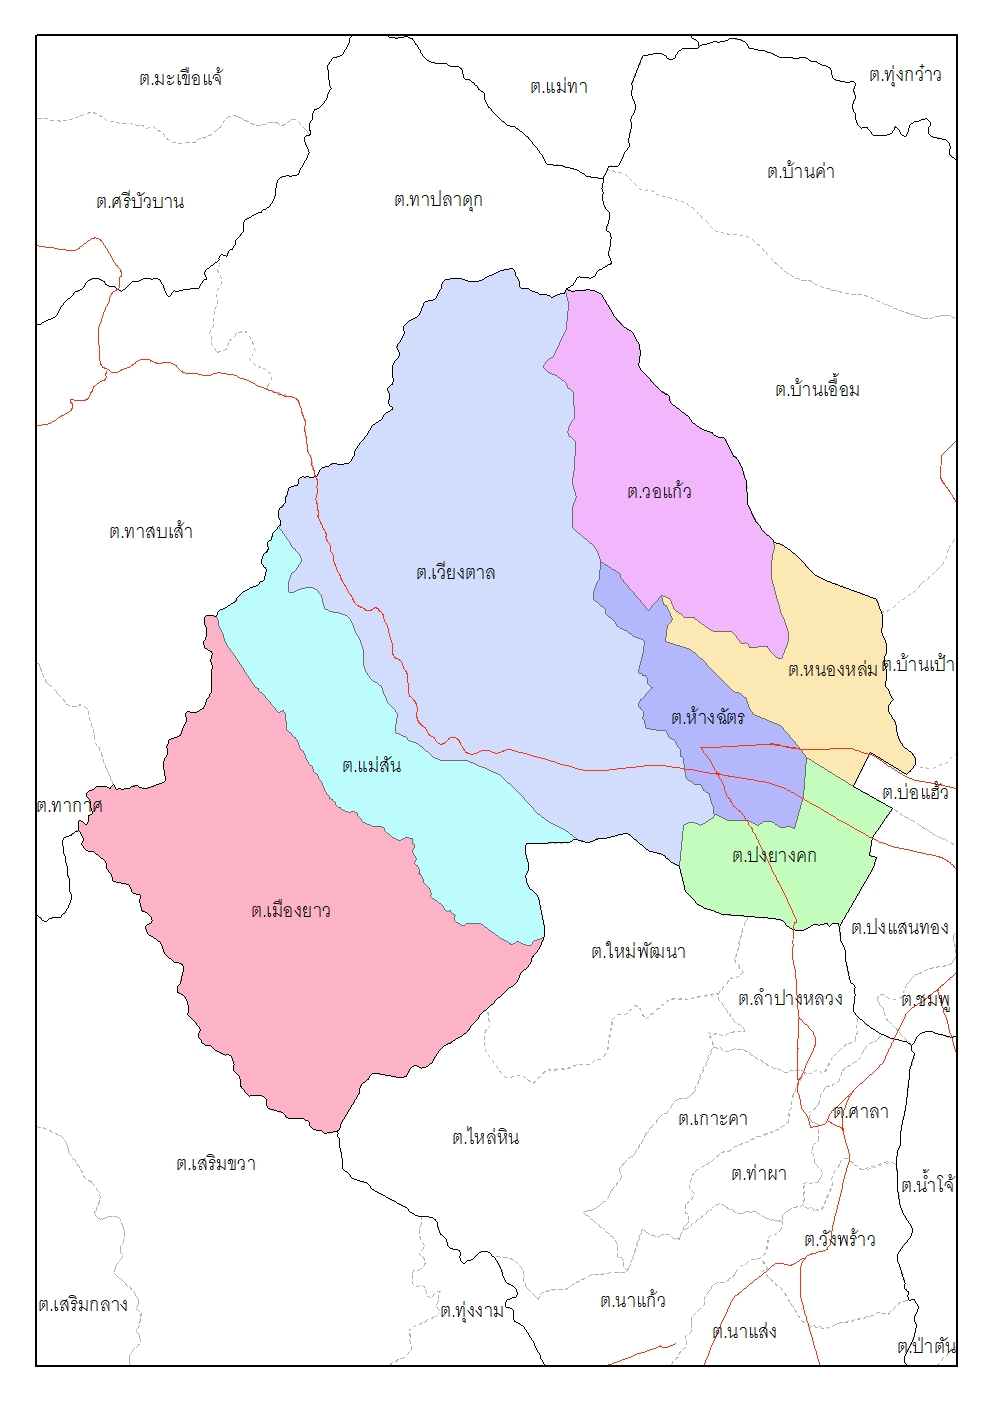 ต.มะเขือแจ้
ต.แม่ทา
ต.ทุ่งกว๋าว
ต.บ้านค่า
ต.ศรีบัวบาน
ต.ทาปลาดุก
ต.บ้านเอื้อม
ต.วอแก้ว
ต.ทาสบเส้า
ต.เวียงตาล
ต.หนองหล่ม
ต.บ้านเป้า
ต.ห้างฉัตร
ต.แม่สัน
ต.บ่อแฮ้ว
ต.ทากาศ
ต.ปงยางคก
ต.เมืองยาว
ต.ปงแสนทอง
ต.ใหม่พัฒนา
ต.ลำปางหลวง
ต.ชมพู
ต.เกาะคา
ต.ศาลา
ต.ไหล่หิน
ต.เสริมขวา
ต.ท่าผา
ต.น้ำโจ้
ต.วังพร้าว
ต.เสริมกลาง
ต.ทุ่งงาม
ต.นาแก้ว
ต.นาแส่ง
ต.ป่าตัน